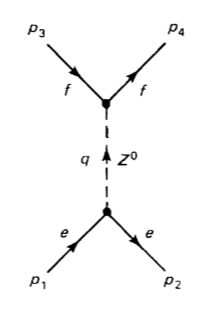 p₃ p₄
f f
q Z⁰
e e
p₁ p₂